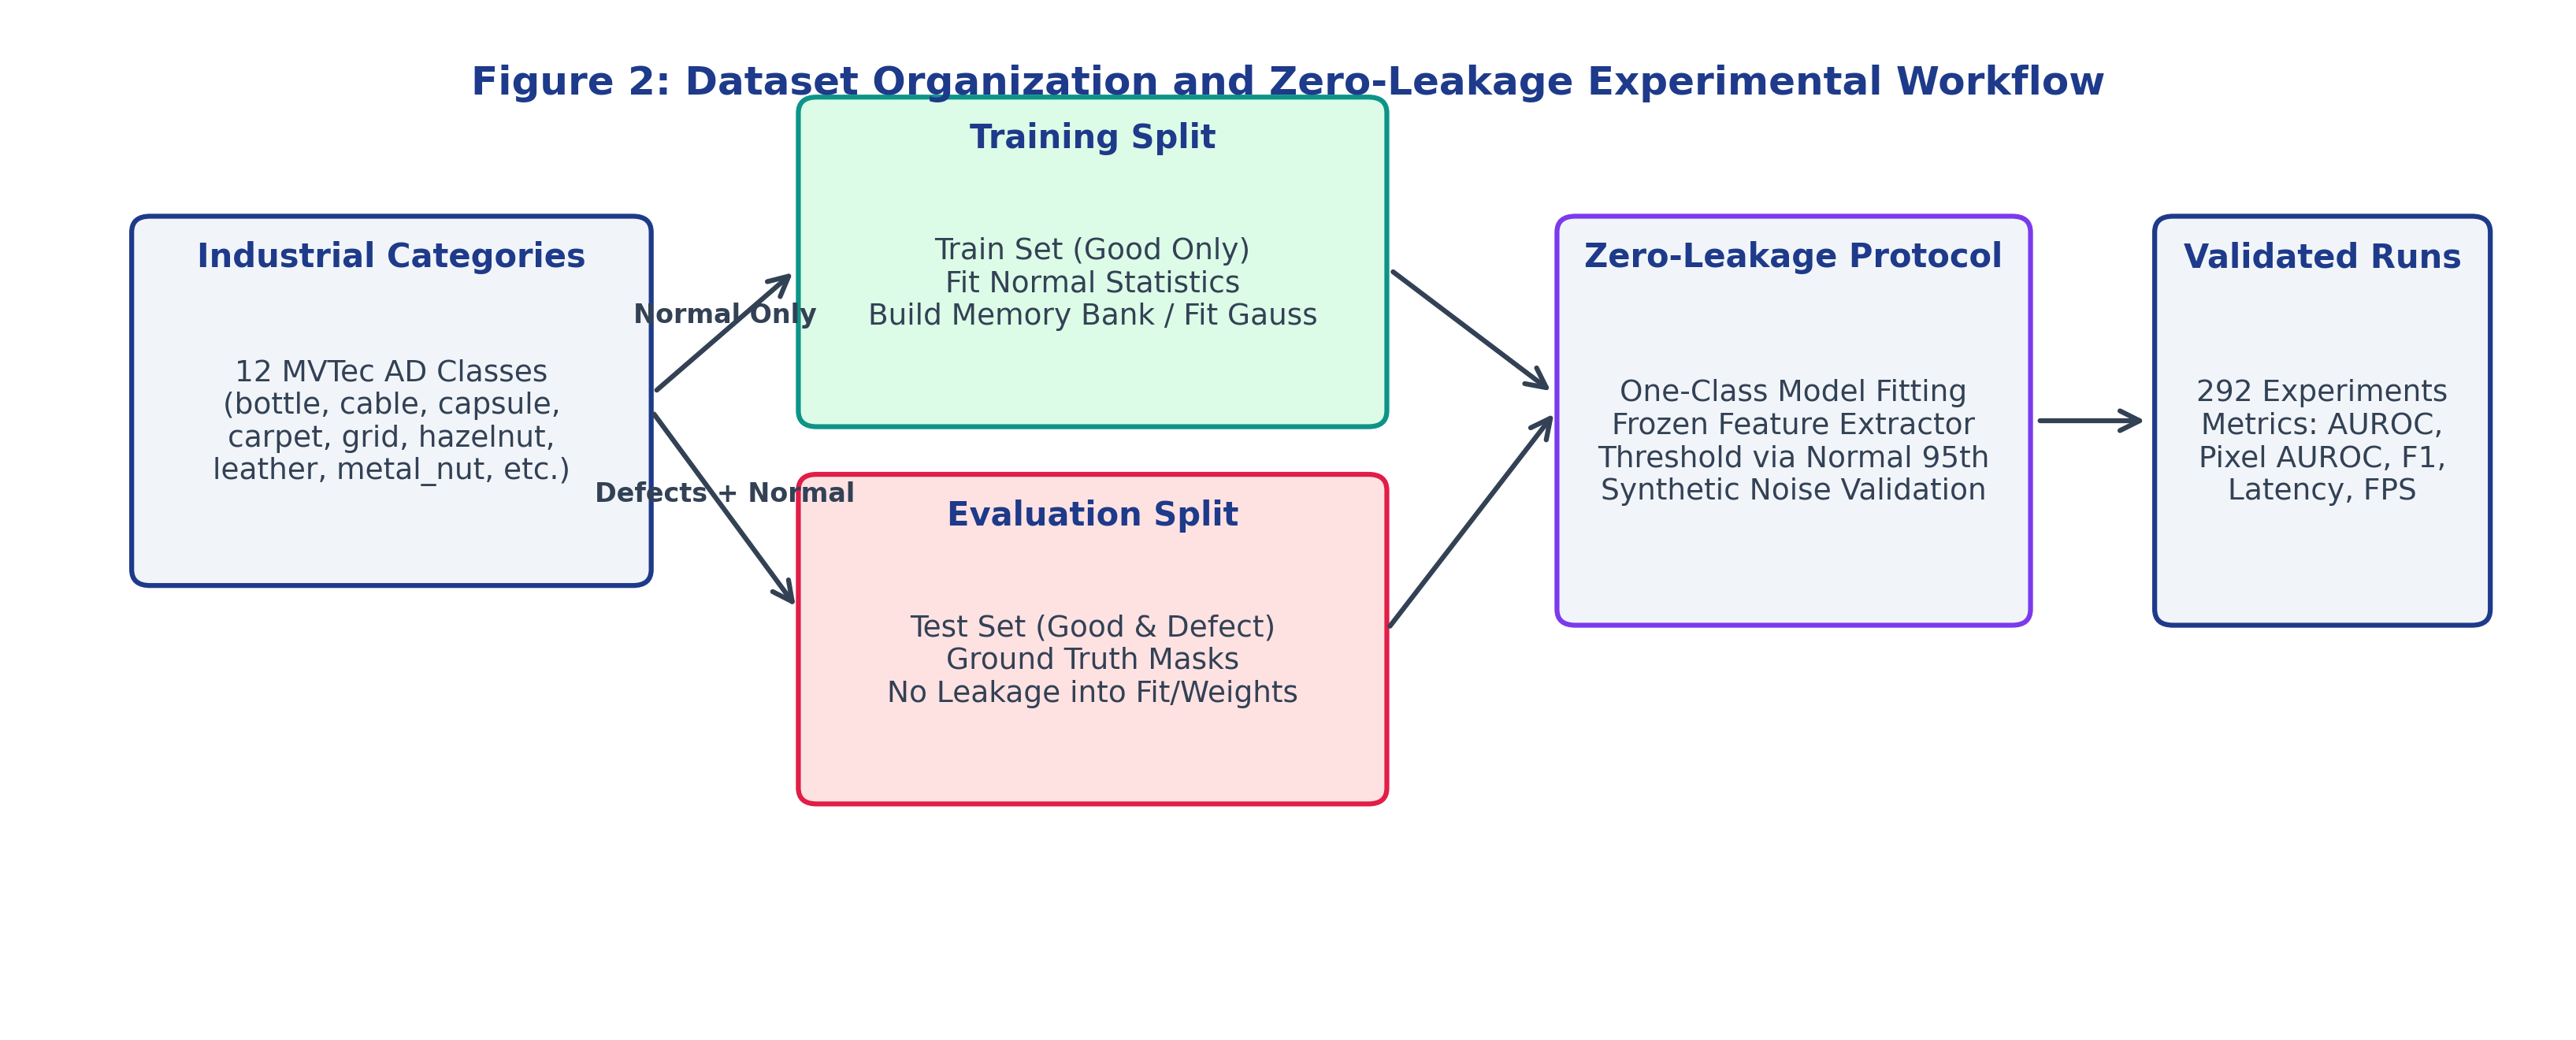 Figure 2: Dataset Organization and Zero-Leakage Experimental Workflow
Industrial Categories
12 MVTec AD Classes
(bottle, cable, capsule,
carpet, grid, hazelnut,
leather, metal_nut, etc.)
Normal Only
Defects + Normal
Training Split
Train Set (Good Only)
Fit Normal Statistics
Build Memory Bank / Fit Gauss
Evaluation Split
Test Set (Good & Defect)
Ground Truth Masks
No Leakage into Fit/Weights
Zero-Leakage Protocol
One-Class Model Fitting
Frozen Feature Extractor
Threshold via Normal 95th
Synthetic Noise Validation
Validated Runs
292 Experiments
Metrics: AUROC,
Pixel AUROC, F1,
Latency, FPS